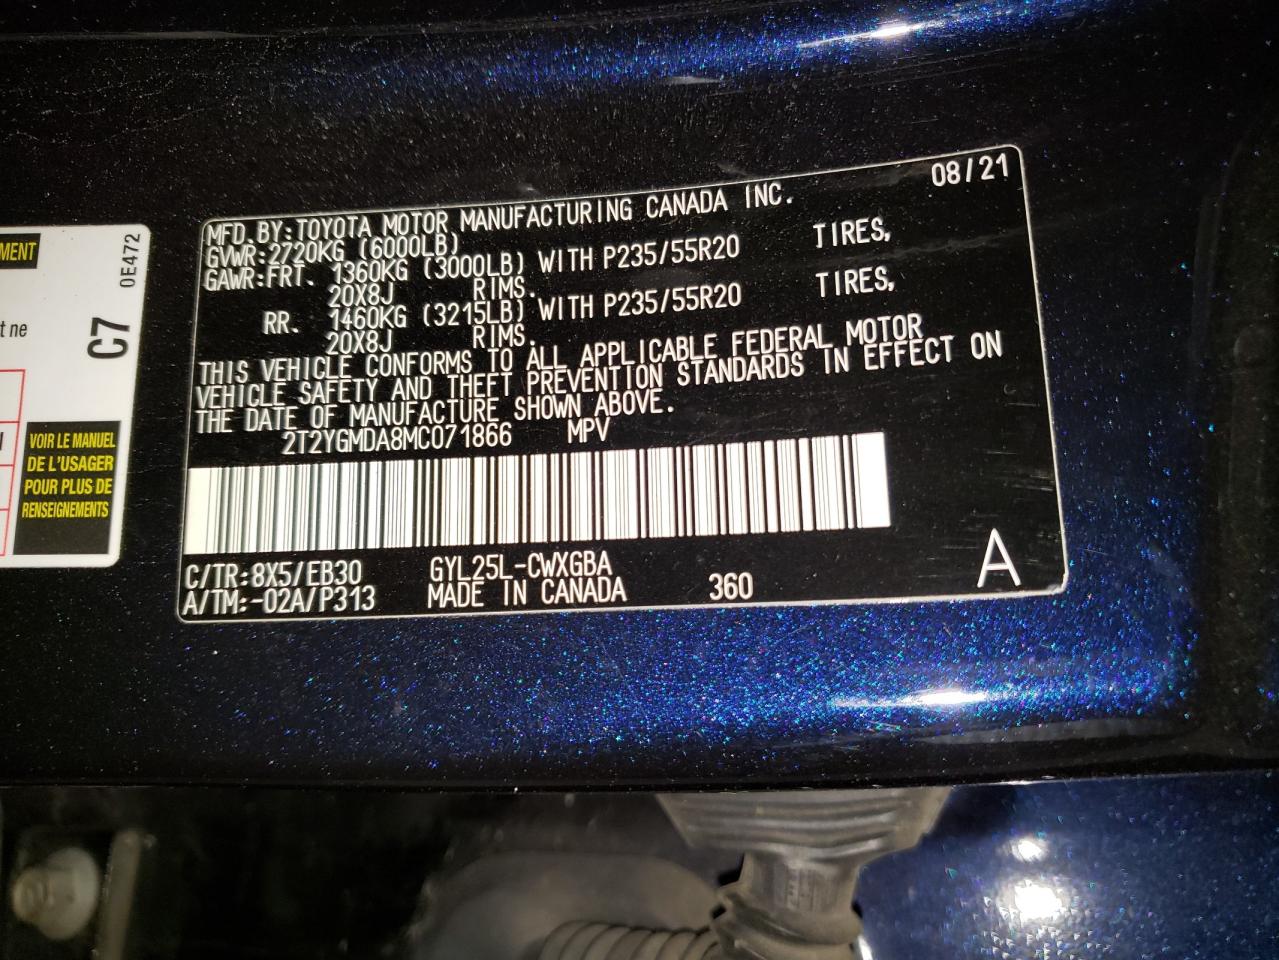 MENT
t ne
C7
0E472
VOIR LE MANUEL
DE L'USAGER
POUR PLUS DE
RENSEIGNEMENTS
MFD. BY: TOYOTA MOTOR MANUFACTURING CANADA INC. 08/21
GVWR: 2720KG (6000LB)
GAWR: FRT. 1360KG (3000LB) WITH P235/55R20 TIRES,
20X8J RIMS.
RR. 1460KG (3215LB) WITH P235/55R20 TIRES,
20X8J RIMS.
THIS VEHICLE CONFORMS TO ALL APPLICABLE FEDERAL MOTOR
VEHICLE SAFETY AND THEFT PREVENTION STANDARDS IN EFFECT ON
THE DATE OF MANUFACTURE SHOWN ABOVE.
2T2YGMDA8MC071866 MPV
C/TR: 8X5/EB30 GYL25L-CWXGBA
A/TM: -02A/P313 MADE IN CANADA 360 A